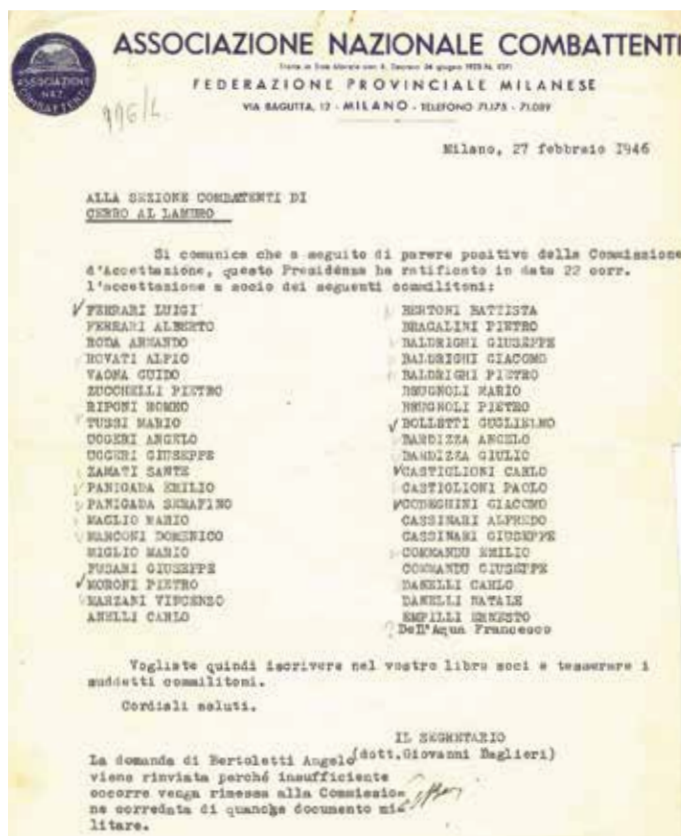 ASSOCIAZIONE NAZIONALE COMBATTENTI
FEDERAZIONE PROVINCIALE MILANESE
VIA BAGUTTA, 12 - MILANO - TELEFONO 71.175 - 71.089
ASSOCIAZIONE
NAZ.
COMBATTENTI
996/L
Milano, 27 febbraio 1946
ALLA SEZIONE COMBATENTI DI
CERRO AL LAMBRO
Si comunica che a seguito di parere positivo della Commissione
d'Accettazione, questa Presidenza ha ratificato in data 22 corr.
l'accettazione a socio dei seguenti commilitoni:
FERRARI LUIGI
FERRARI ALBERTO
RODA ARMANDO
ROVATI ALPIO
VAONA GUIDO
ZUCCHELLI PIETRO
RIPONI ROMEO
TUSSI MARIO
UGGERI ANGELO
UGGERI GIUSEPPE
ZAMATI SANTE
PANIGADA EMILIO
PANIGADA SERAFINO
MAGLIO MARIO
MARCONI DOMENICO
MIGLIO MARIO
FUSARI GIUSEPPE
MORONI PIETRO
MARZANI VINCENZO
ANELLI CARLO
BERTONI BATTISTA
BRAGALINI PIETRO
BALDRIGHI GIUSEPPE
BALDRIGHI GIACOMO
BALDRIGHI PIETRO
BRUGNOLI MARIO
BRUGNOLI PIETRO
BOLLETTI GUGLIELMO
BARDIZZA ANGELO
BARDIZZA GIULIO
CASTIGLIONI CARLO
CASTIGLIONI PAOLO
CODEGHINI GIACOMO
CASSINARI ALFREDO
CASSINARI GIUSEPPE
COMMANDU EMILIO
COMMANDU GIUSEPPE
DANELLI CARLO
DANELLI NATALE
EMPILLI ERNESTO
Dell'Aqua Francesco
Vogliate quindi iscrivere nel vostro libro soci e tesserare i
suddetti commilitoni.
Cordiali saluti.
IL SEGRETARIO
(dott.Giovanni Baglieri)
La domanda di Bertoletti Angelo
viene rinviata perché insufficiente
occorre venga rimessa alla Commissio=
ne corredata di qualche documento mi=
litare.